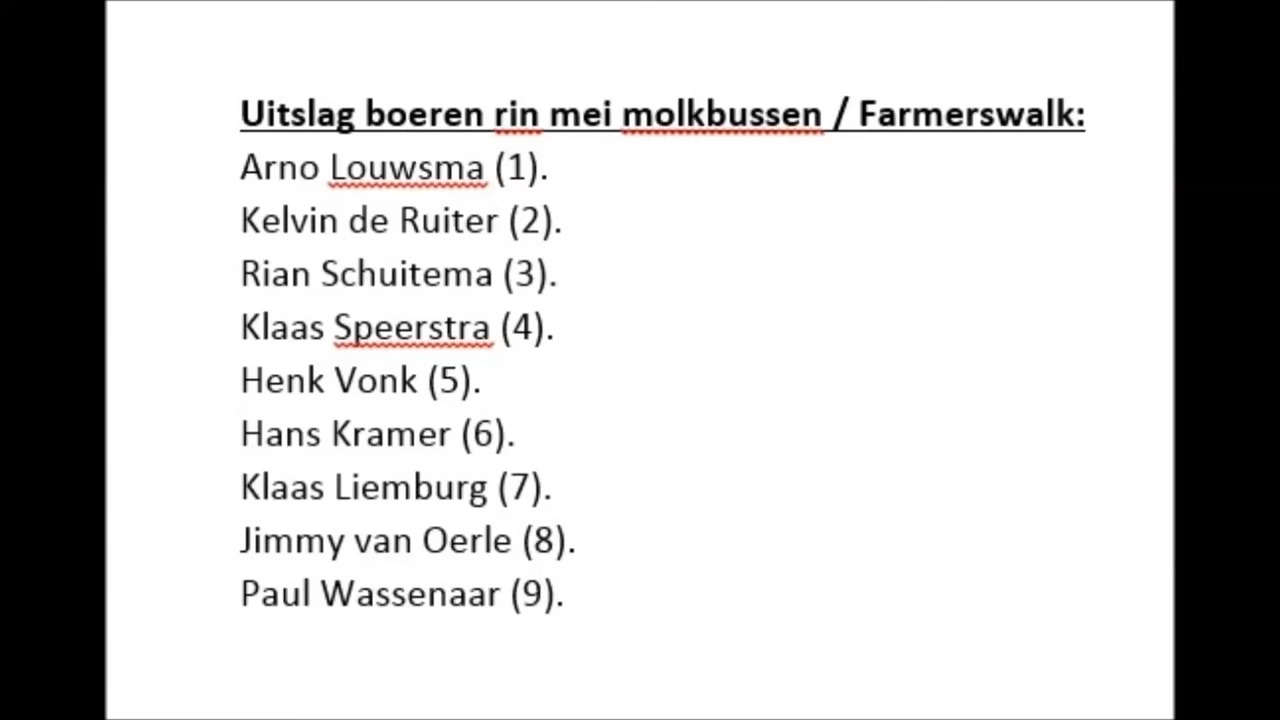 Uitslag boeren rin mei molkbussen / Farmerswalk:
Arno Louwsma (1).
Kelvin de Ruiter (2).
Rian Schuitema (3).
Klaas Speerstra (4).
Henk Vonk (5).
Hans Kramer (6).
Klaas Liemburg (7).
Jimmy van Oerle (8).
Paul Wassenaar (9).